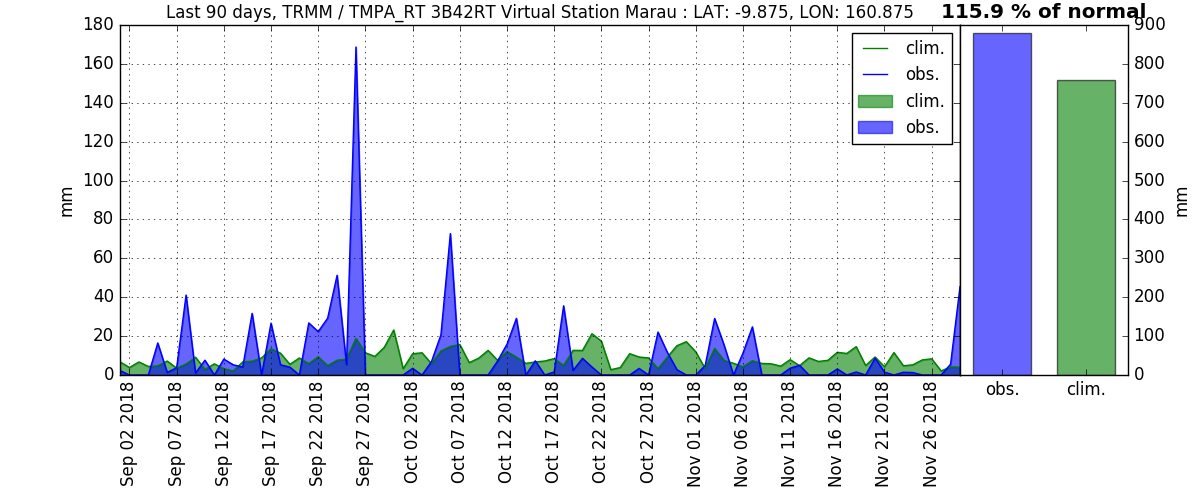 Last 90 days, TRMM / TMPA_RT 3B42RT Virtual Station Marau : LAT: -9.875, LON: 160.875
115.9 % of normal
mm
180
160
140
120
100
80
60
40
20
0
clim.
obs.
clim.
obs.
900
800
700
600
500
400
300
200
100
0
mm
Sep 02 2018
Sep 07 2018
Sep 12 2018
Sep 17 2018
Sep 22 2018
Sep 27 2018
Oct 02 2018
Oct 07 2018
Oct 12 2018
Oct 17 2018
Oct 22 2018
Oct 27 2018
Nov 01 2018
Nov 06 2018
Nov 11 2018
Nov 16 2018
Nov 21 2018
Nov 26 2018
obs.
clim.